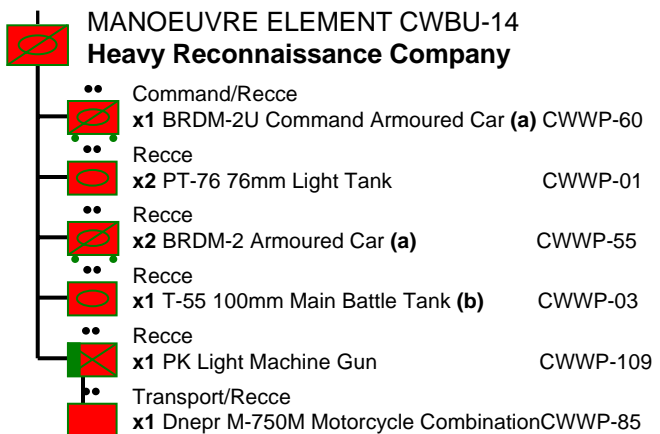 MANOEUVRE ELEMENT CWBU-14
Heavy Reconnaissance Company
Command/Recce
x1 BRDM-2U Command Armoured Car (a) CWWP-60
Recce
x2 PT-76 76mm Light Tank CWWP-01
Recce
x2 BRDM-2 Armoured Car (a) CWWP-55
Recce
x1 T-55 100mm Main Battle Tank (b) CWWP-03
Recce
x1 PK Light Machine Gun CWWP-109
Transport/Recce
x1 Dnepr M-750M Motorcycle CombinationCWWP-85